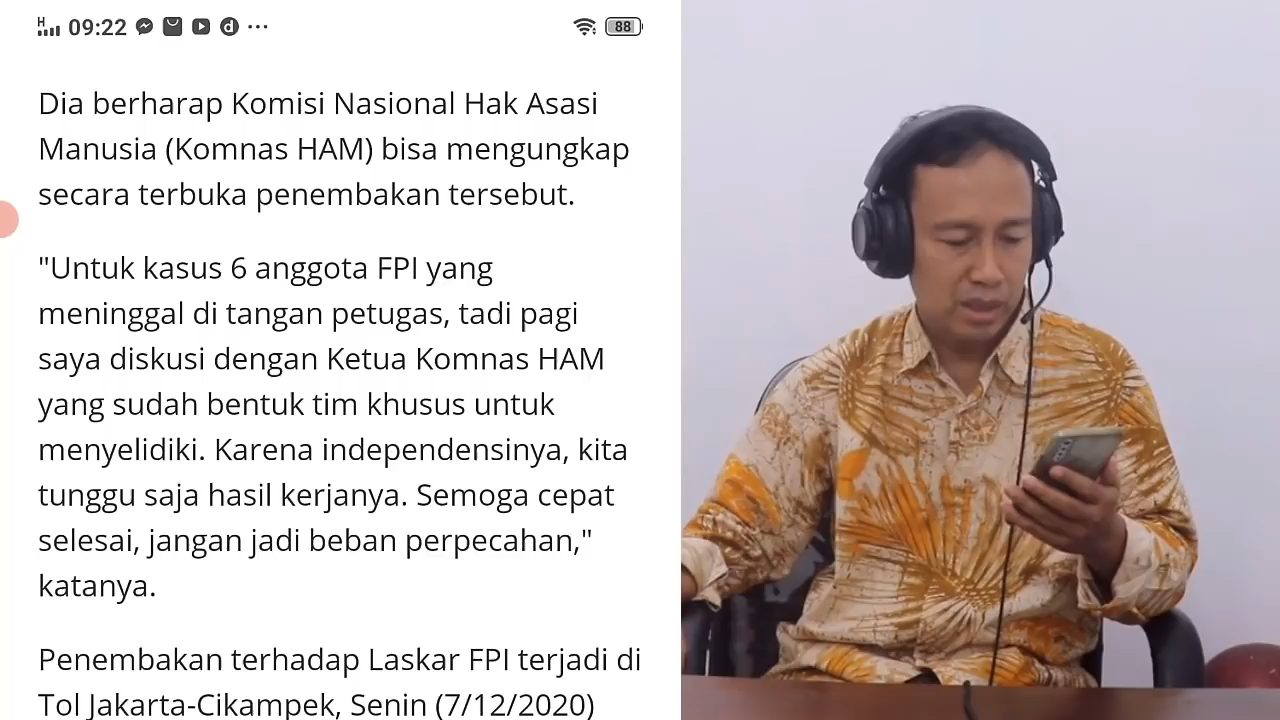 H
09:22
88
Dia berharap Komisi Nasional Hak Asasi
Manusia (Komnas HAM) bisa mengungkap
secara terbuka penembakan tersebut.
"Untuk kasus 6 anggota FPI yang
meninggal di tangan petugas, tadi pagi
saya diskusi dengan Ketua Komnas HAM
yang sudah bentuk tim khusus untuk
menyelidiki. Karena independensinya, kita
tunggu saja hasil kerjanya. Semoga cepat
selesai, jangan jadi beban perpecahan,"
katanya.
Penembakan terhadap Laskar FPI terjadi di
Tol Jakarta-Cikampek, Senin (7/12/2020)